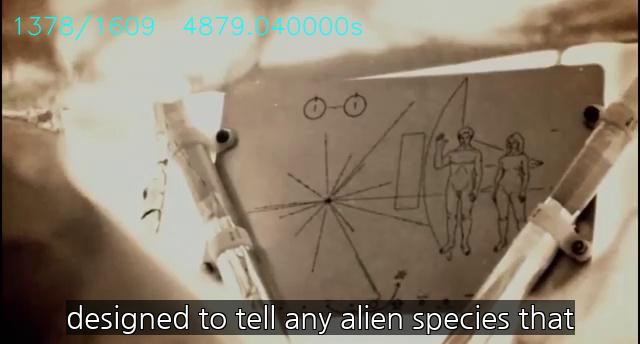 1378/1609 4879.040000s
designed to tell any alien species that